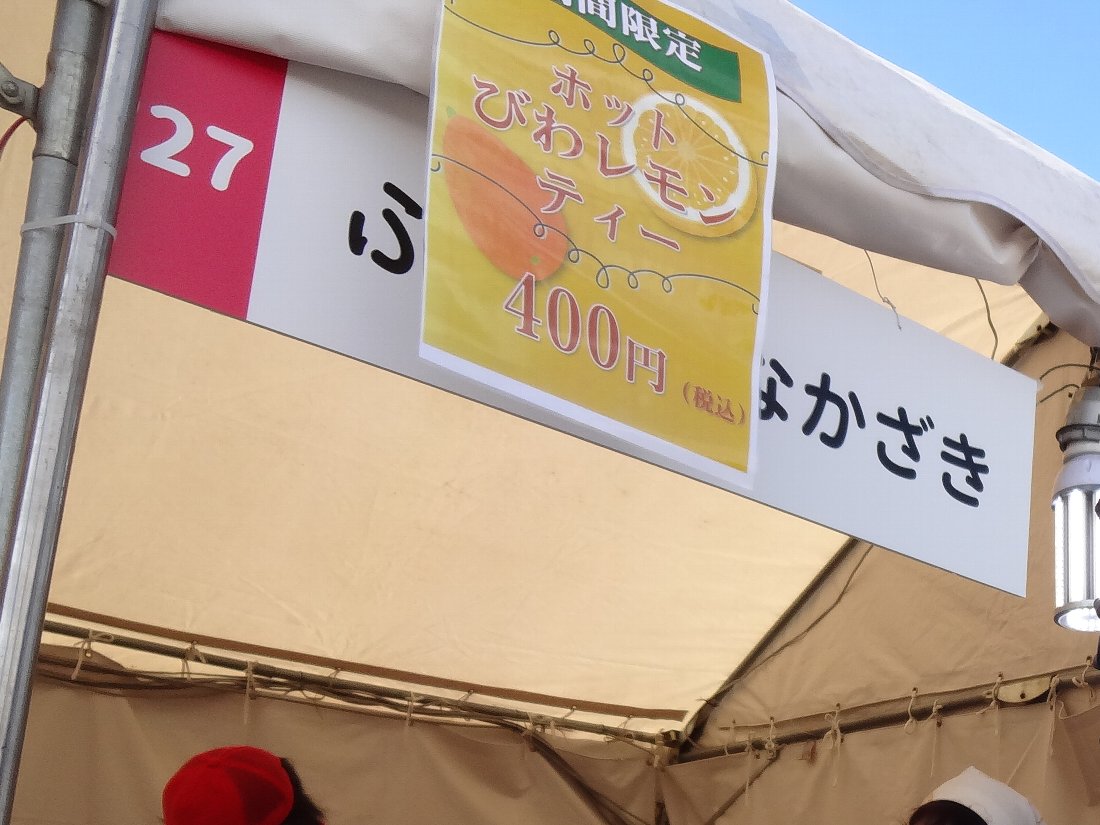 27
ふ
なかざき
間限定
ホット
びわレモン
ティー
400円
(税込)